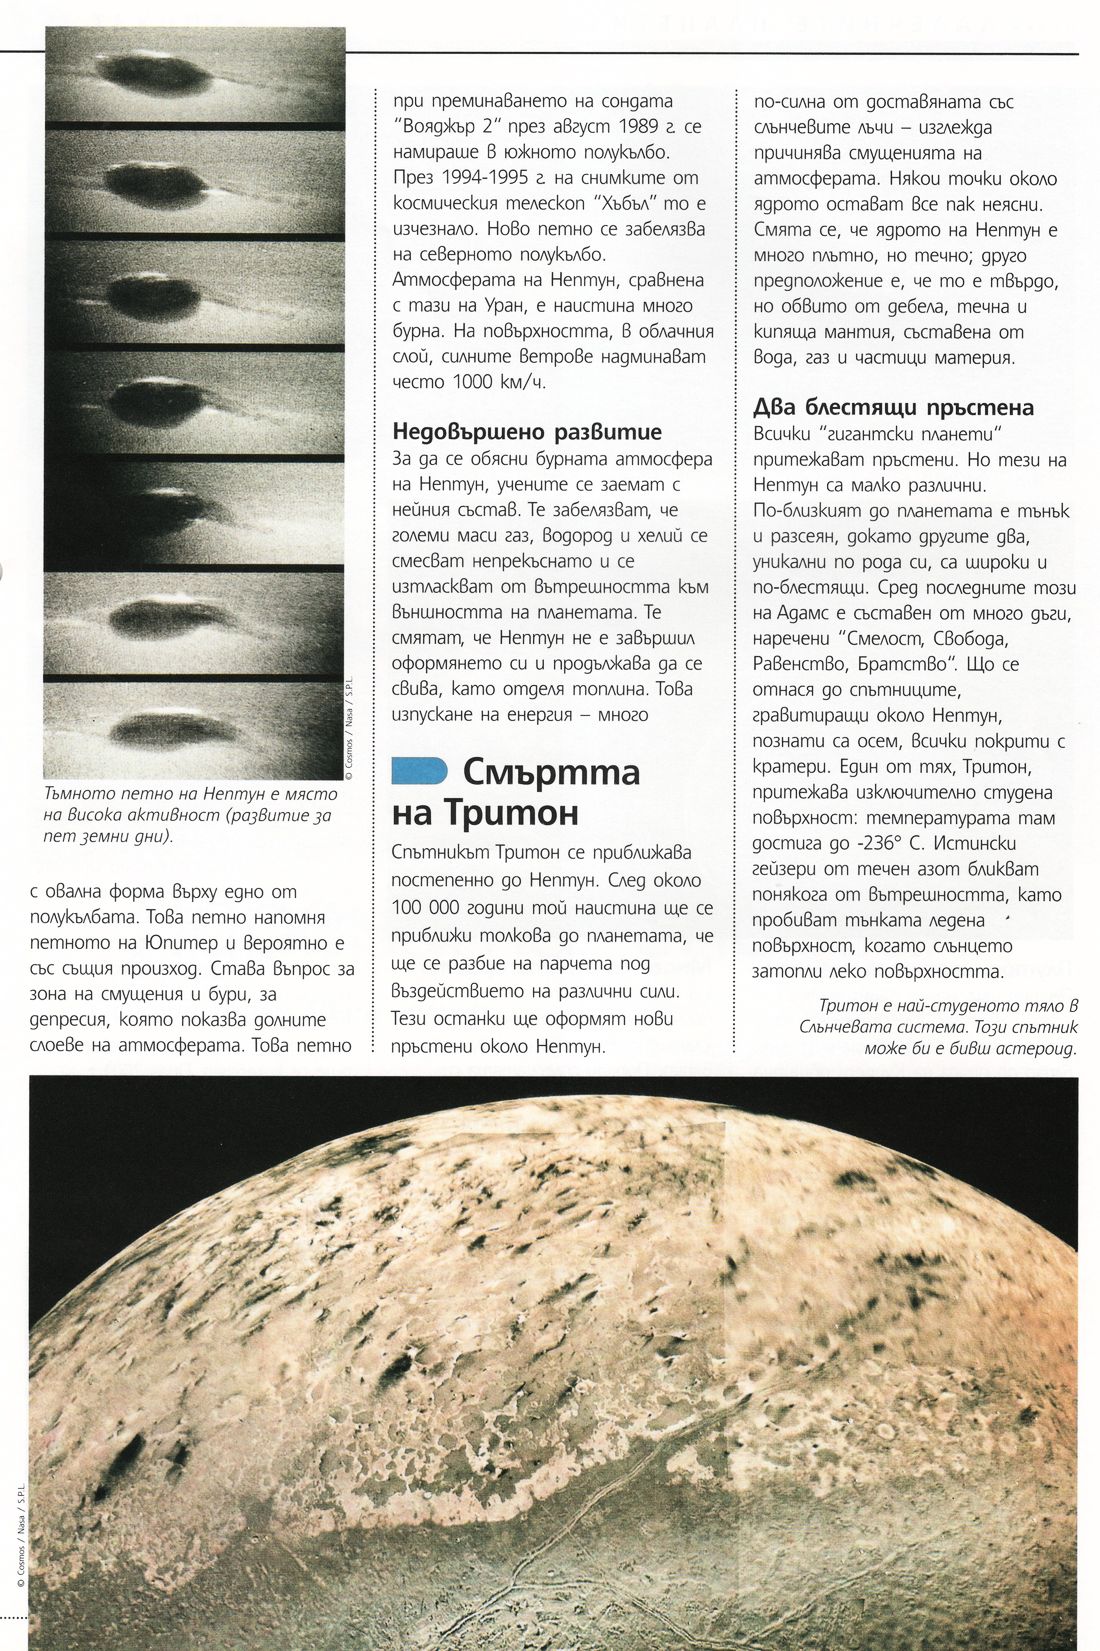 © Cosmos / Nasa / S.P.L.
Тъмното петно на Нептун е място
на висока активност (развитие за
пет земни дни).
с овална форма върху едно от
полукълбата. Това петно напомня
петното на Юпитер и вероятно е
със същия произход. Става въпрос за
зона на смущения и бури, за
депресия, която показва долните
слоеве на атмосферата. Това петно
при преминаването на сондата
"Вояджър 2" през август 1989 г. се
намираше в южното полукълбо.
През 1994-1995 г. на снимките от
космическия телескоп "Хъбъл" то е
изчезнало. Ново петно се забелязва
на северното полукълбо.
Атмосферата на Нептун, сравнена
с тази на Уран, е наистина много
бурна. На повърхността, в облачния
слой, силните ветрове надминават
често 1000 км/ч.
Недовършено развитие
За да се обясни бурната атмосфера
на Нептун, учените се заемат с
нейния състав. Те забелязват, че
големи маси газ, водород и хелий се
смесват непрекъснато и се
изтласкват от вътрешността към
външността на планетата. Те
смятат, че Нептун не е завършил
оформянето си и продължава да се
свива, като отделя топлина. Това
изпускане на енергия – много
Смъртта
на Тритон
Спътникът Тритон се приближава
постепенно до Нептун. След около
100 000 години той наистина ще се
приближи толкова до планетата, че
ще се разбие на парчета под
въздействието на различни сили.
Тези останки ще оформят нови
пръстени около Нептун.
по-силна от доставяната със
слънчевите лъчи – изглежда
причинява смущенията на
атмосферата. Някои точки около
ядрото остават все пак неясни.
Смята се, че ядрото на Нептун е
много плътно, но течно; друго
предположение е, че то е твърдо,
но обвито от дебела, течна и
кипяща мантия, съставена от
вода, газ и частици материя.
Два блестящи пръстена
Всички "гигантски планети"
притежават пръстени. Но тези на
Нептун са малко различни.
По-близкият до планетата е тънък
и разсеян, докато другите два,
уникални по рода си, са широки и
по-блестящи. Сред последните този
на Адамс е съставен от много дъги,
наречени "Смелост, Свобода,
Равенство, Братство". Що се
отнася до спътниците,
гравитиращи около Нептун,
познати са осем, всички покрити с
кратери. Един от тях, Тритон,
притежава изключително студена
повърхност: температурата там
достига до -236° C. Истински
гейзери от течен азот бликват
понякога от вътрешността, като
пробиват тънката ледена
повърхност, когато слънцето
затопли леко повърхността.
Тритон е най-студеното тяло в
Слънчевата система. Този спътник
може би е бивш астероид.
© Cosmos / Nasa / S.P.L.